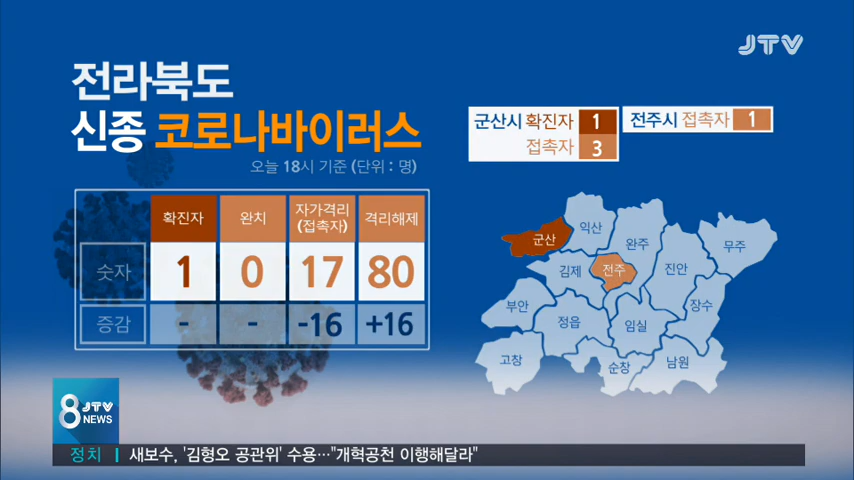 JTV
전라북도
신종 코로나바이러스
오늘 18시 기준 (단위 : 명)
확진자 완치 자가격리 (접촉자) 격리해제
숫자 1 0 17 80
증감 - - -16 +16
군산시 확진자 1
접촉자 3
전주시 접촉자 1
익산
군산
완주
무주
김제
전주
진안
부안
장수
정읍
임실
고창
순창
남원
8 JTV NEWS
정치 | 새보수, '김형오 공관위' 수용…"개혁공천 이행해달라"